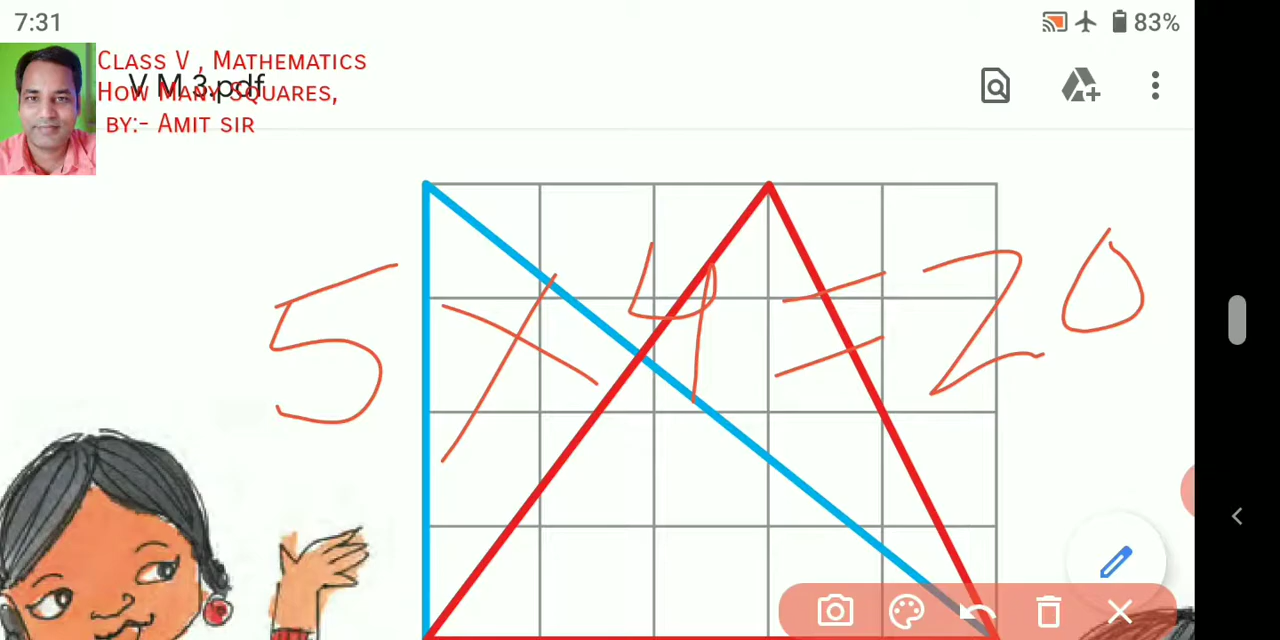 7:31
83%
CLASS V , MATHEMATICS
V M 3.pdf
HOW MANY SQUARES,
BY:- AMIT SIR
5 × 4 = 20